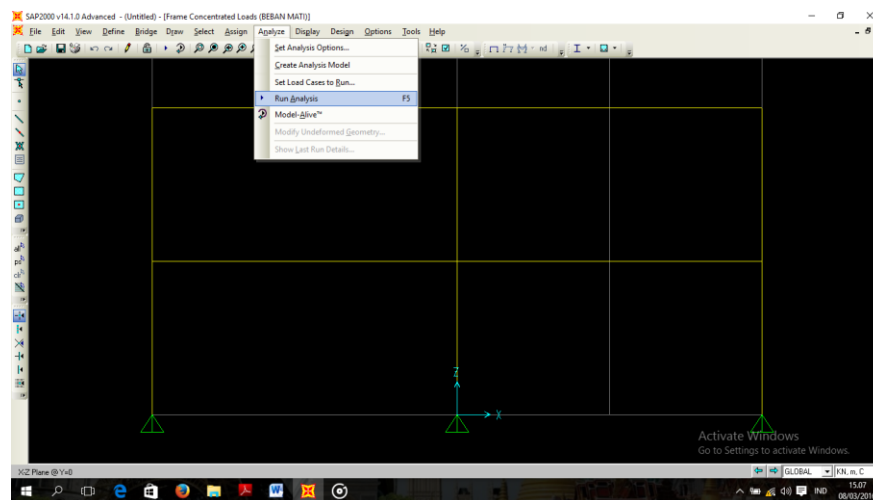 SAP2000 v14.1.0 Advanced - (Untitled) - [Frame Concentrated Loads (BEBAN MATI)]
File Edit View Define Bridge Draw Select Assign Analyze Display Design Options Tools Help
nd
Set Analysis Options...
Create Analysis Model
Set Load Cases to Run...
Run Analysis F5
Model-Alive™
Modify Undeformed Geometry...
Show Last Run Details...
Z
X
Activate Windows
Go to Settings to activate Windows.
X-Z Plane @ Y=0
GLOBAL
KN, m, C
IND
15.07